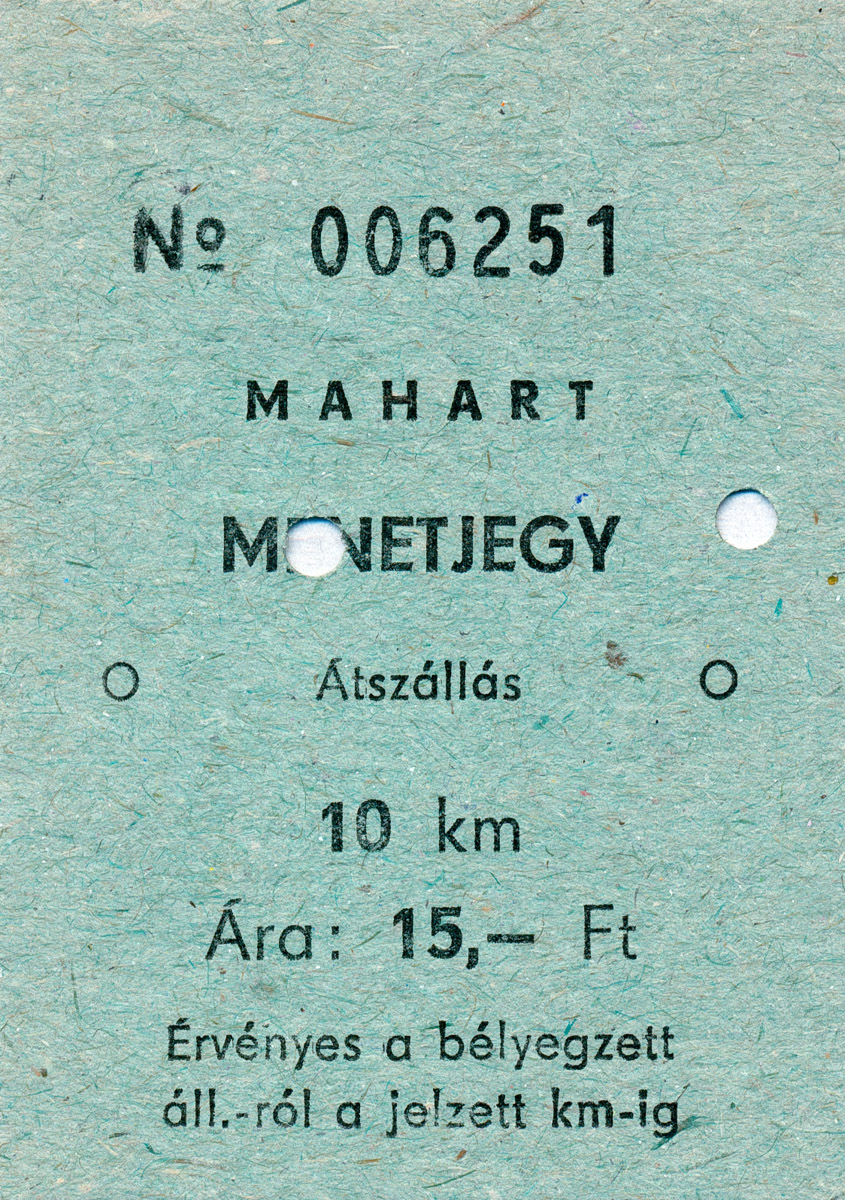 Nº 006251
MAHART
MENETJEGY
O Átszállás O
10 km
Ára: 15,— Ft
Érvényes a bélyegzett
áll.-ról a jelzett km-ig